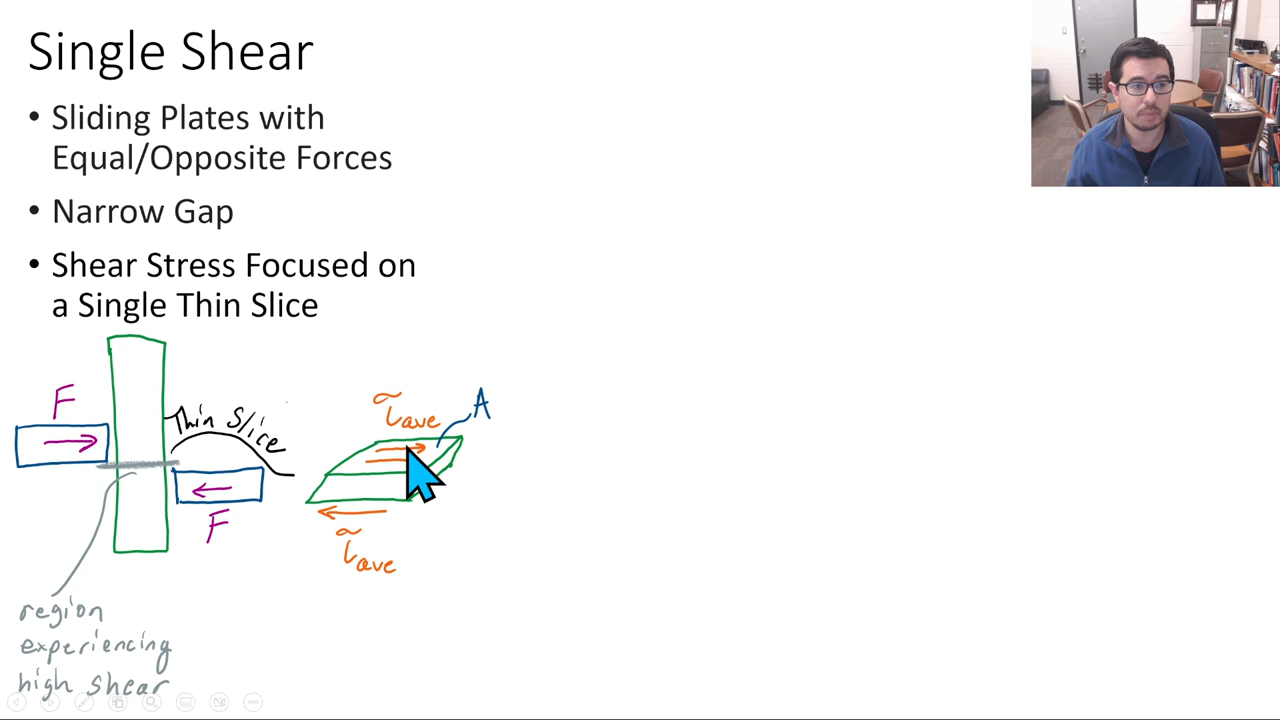 Single Shear
• Sliding Plates with
Equal/Opposite Forces
• Narrow Gap
• Shear Stress Focused on
a Single Thin Slice
F
Thin Slice
τave
A
F
τave
region
experiencing
high shear